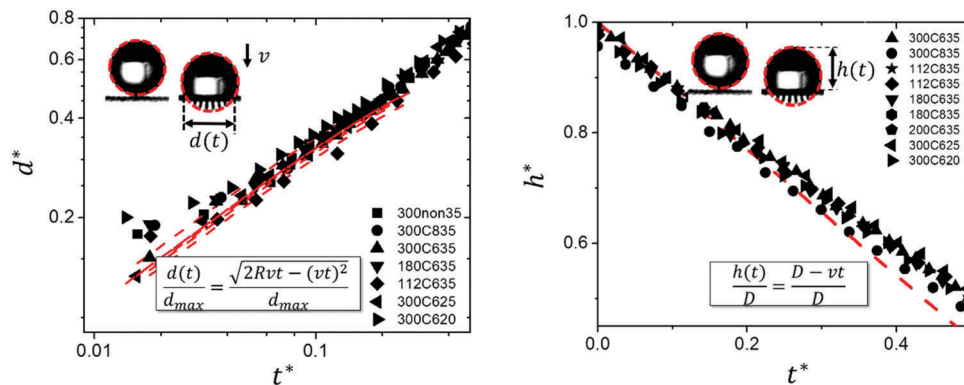 0.8
0.6
0.4
0.2
d*
v
d(t)
300non35
300C835
300C635
180C635
112C635
300C625
300C620
d(t)/d_max = √(2Rvt − (vt)²)/d_max
0.01
0.1
t*
1.0
0.8
0.6
h*
h(t)
300C635
300C835
112C835
112C635
180C635
180C835
200C635
300C625
300C620
h(t)/D = (D − vt)/D
0.0
0.2
0.4
t*